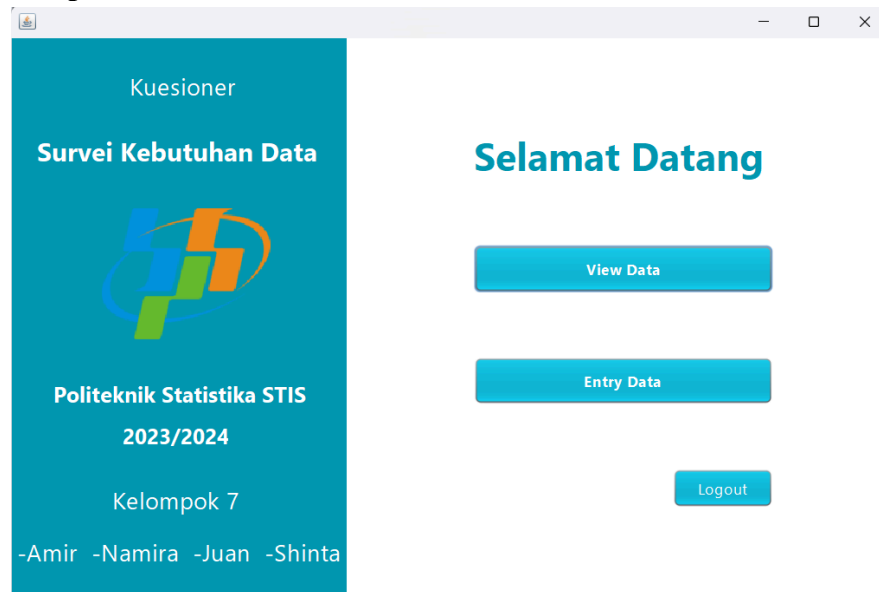 Kuesioner
Survei Kebutuhan Data
Politeknik Statistika STIS
2023/2024
Kelompok 7
-Amir -Namira -Juan -Shinta
Selamat Datang
View Data
Entry Data
Logout